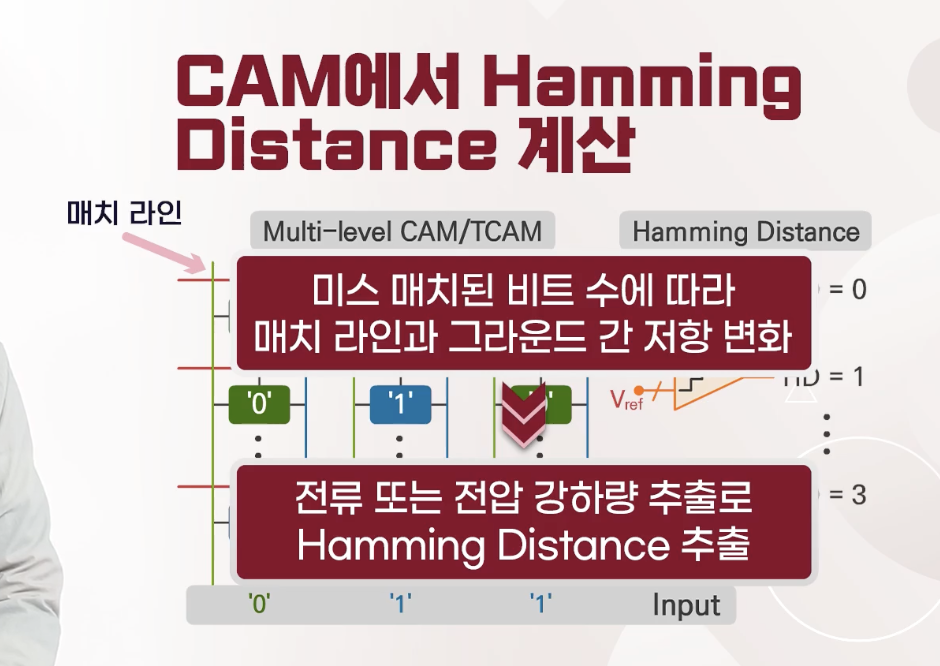 CAM에서 Hamming
Distance 계산
매치 라인
Multi-level CAM/TCAM
Hamming Distance
미스 매치된 비트 수에 따라
매치 라인과 그라운드 간 저항 변화
= 0
'0' '1' Vref HD = 1
전류 또는 전압 강하량 추출로
Hamming Distance 추출
= 3
'0' '1' '1' Input